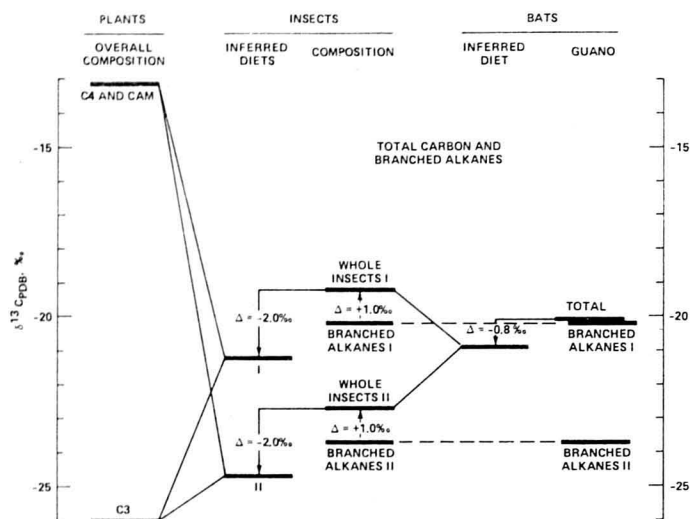 PLANTS
INSECTS
BATS
OVERALL
COMPOSITION
INFERRED
DIETS
COMPOSITION
INFERRED
DIET
GUANO
C4 AND CAM
TOTAL CARBON AND
BRANCHED ALKANES
-15
-15
δ13 CPDB, ‰
WHOLE
INSECTS I
Δ = -2.0‰
Δ = +1.0‰
TOTAL
-20
-20
Δ = -0.8‰
BRANCHED
ALKANES I
BRANCHED
ALKANES I
I
WHOLE
INSECTS II
Δ = -2.0‰
Δ = +1.0‰
BRANCHED
ALKANES II
BRANCHED
ALKANES II
II
-25
-25
C3